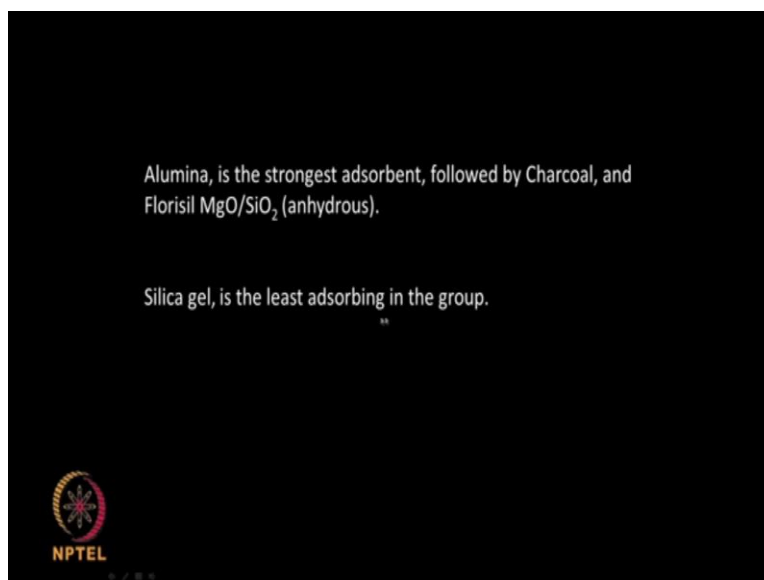 Alumina, is the strongest adsorbent, followed by Charcoal, and
Florisil MgO/SiO₂ (anhydrous).
Silica gel, is the least adsorbing in the group.
NPTEL